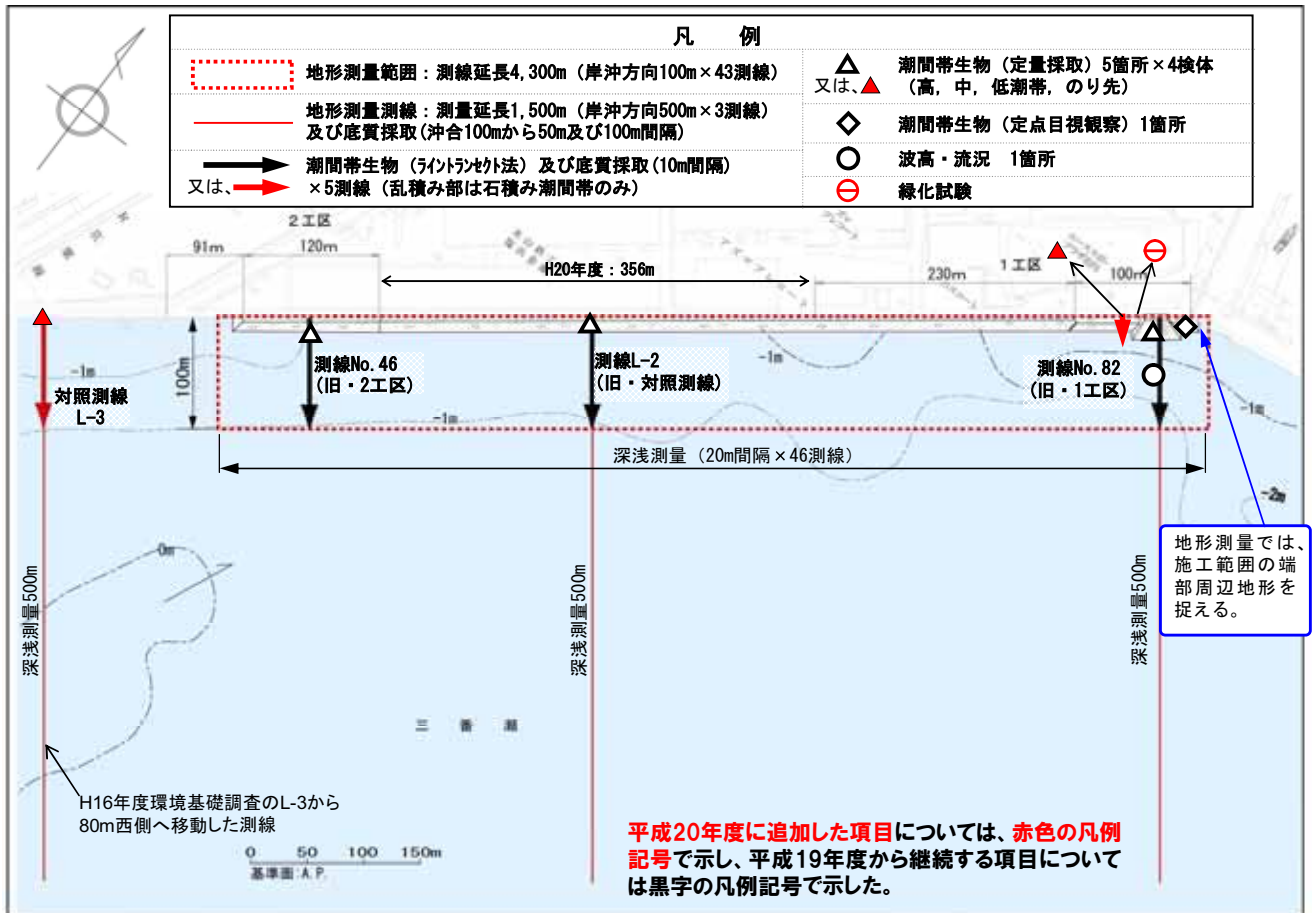 凡　例
地形測量範囲：測線延長4,300m（岸沖方向100m×43測線）
地形測量測線：測量延長1,500m（岸沖方向500m×3測線）
及び底質採取(沖合100mから50m及び100m間隔)
潮間帯生物（ﾗｲﾝﾄﾗﾝｾｸﾄ法）及び底質採取(10m間隔)
又は、
×5測線（乱積み部は石積み潮間帯のみ）
潮間帯生物（定量採取）5箇所×4検体
又は、
(高，中，低潮帯，のり先)
潮間帯生物（定点目視観察）1箇所
波高・流況　1箇所
緑化試験
2工区
91m
120m
H20年度：356m
230m
1工区
100m
100m
-1m
対照測線
L-3
測線No.46
(旧・2工区)
-1m
測線L-2
(旧・対照測線)
-1m
測線No.82
(旧・1工区)
-1m
-2m
深浅測量（20m間隔×46測線）
0m
深浅測量500m
深浅測量500m
深浅測量500m
地形測量では、
施工範囲の端
部周辺地形を
捉える。
三番瀬
H16年度環境基礎調査のL-3から
80m西側へ移動した測線
0 50 100 150m
基準面 A.P.
平成20年度に追加した項目については、赤色の凡例
記号で示し、平成19年度から継続する項目について
は黒字の凡例記号で示した。